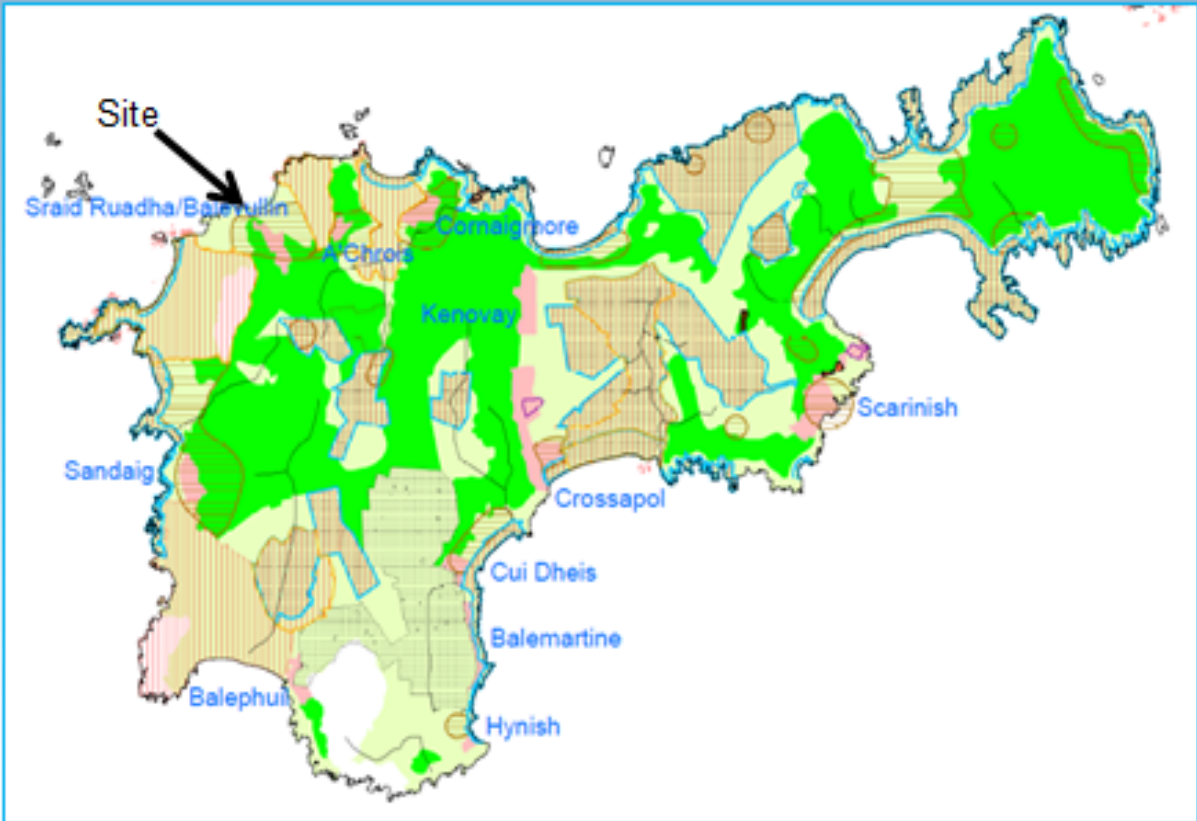 Site
Sraid Ruadha/Balevullin
Cornaigmore
A'Chrois
Kenovay
Scarinish
Sandaig
Crossapol
Cui Dheis
Balemartine
Balephuil
Hynish